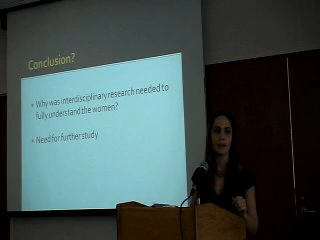 Conclusion?
Why was interdisciplinary research needed to
fully understand the women?
Need for further study